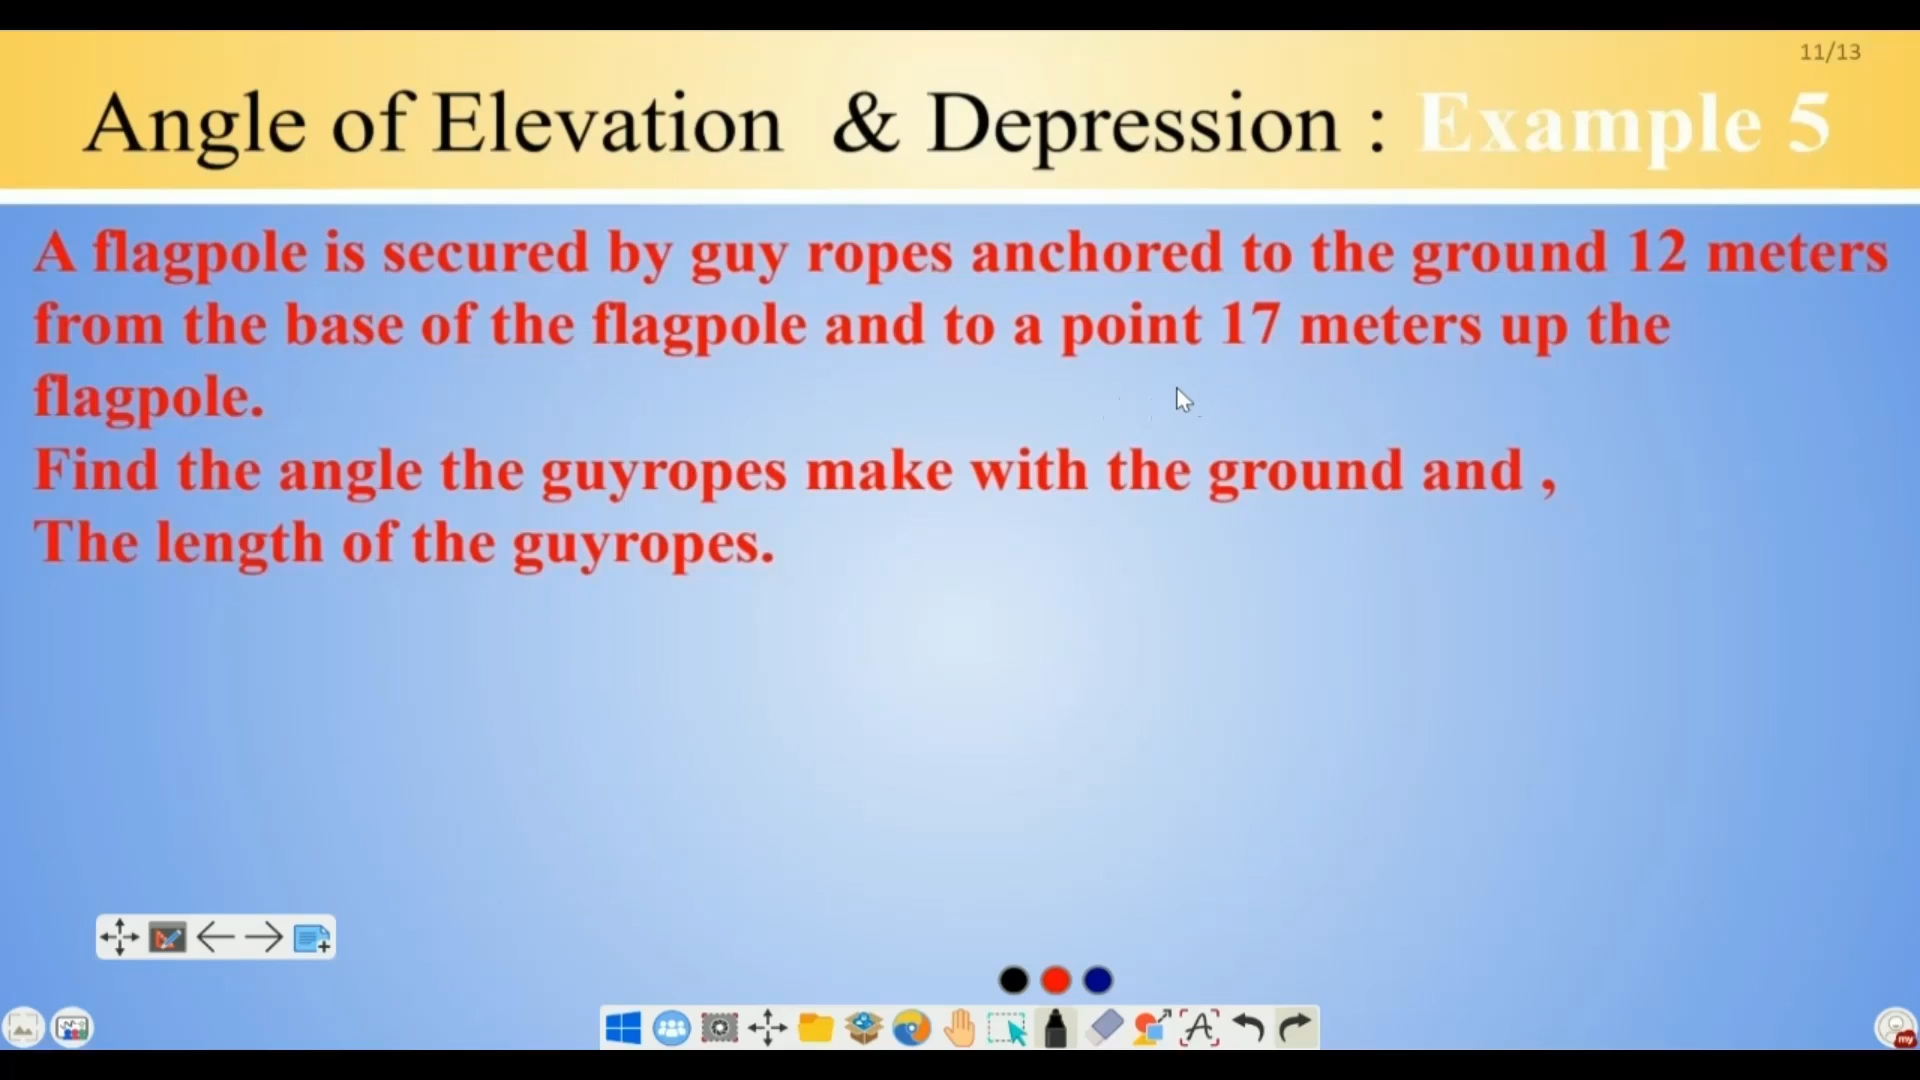 11/13
Angle of Elevation & Depression : Example 5
A flagpole is secured by guy ropes anchored to the ground 12 meters
from the base of the flagpole and to a point 17 meters up the
flagpole.
Find the angle the guyropes make with the ground and ,
The length of the guyropes.
my